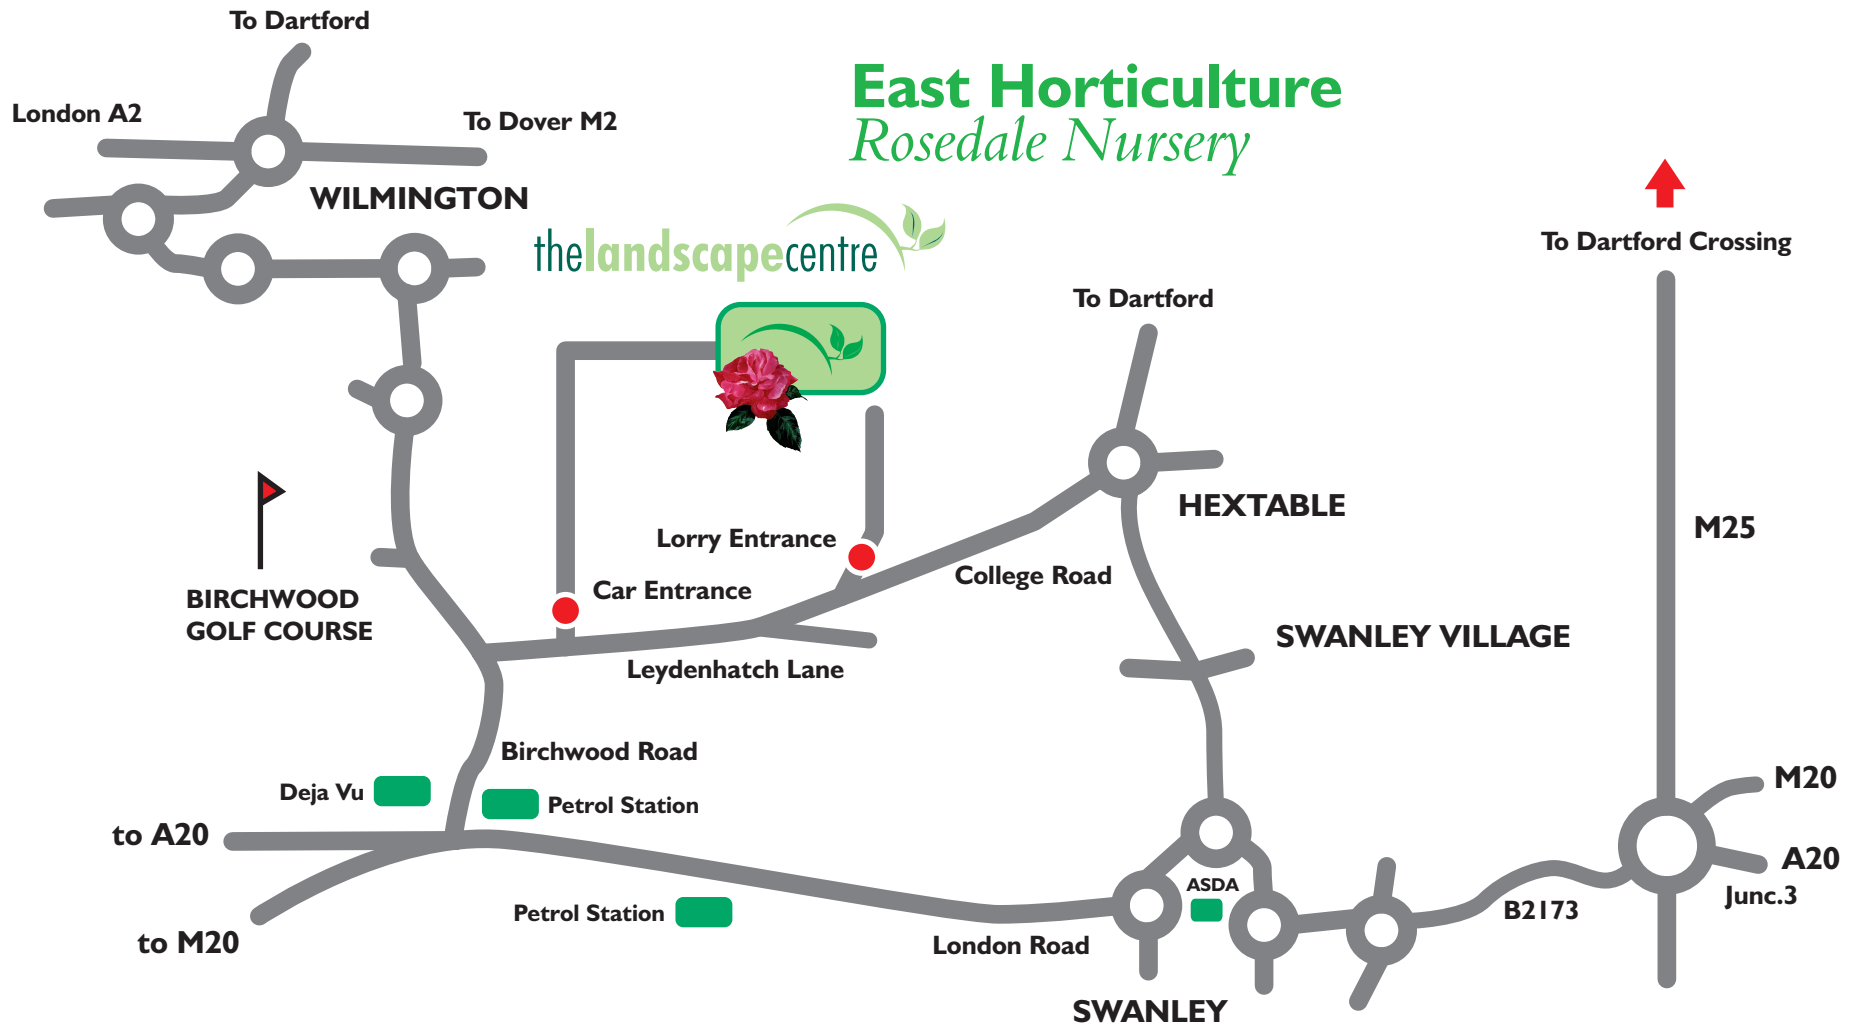 To Dartford
East Horticulture
Rosedale Nursery
London A2
To Dover M2
WILMINGTON
thelandscapecentre
To Dartford Crossing
To Dartford
HEXTABLE
M25
Lorry Entrance
College Road
Car Entrance
BIRCHWOOD
GOLF COURSE
SWANLEY VILLAGE
Leydenhatch Lane
Birchwood Road
Deja Vu
Petrol Station
M20
to A20
A20
Junc.3
ASDA
B2173
Petrol Station
to M20
London Road
SWANLEY